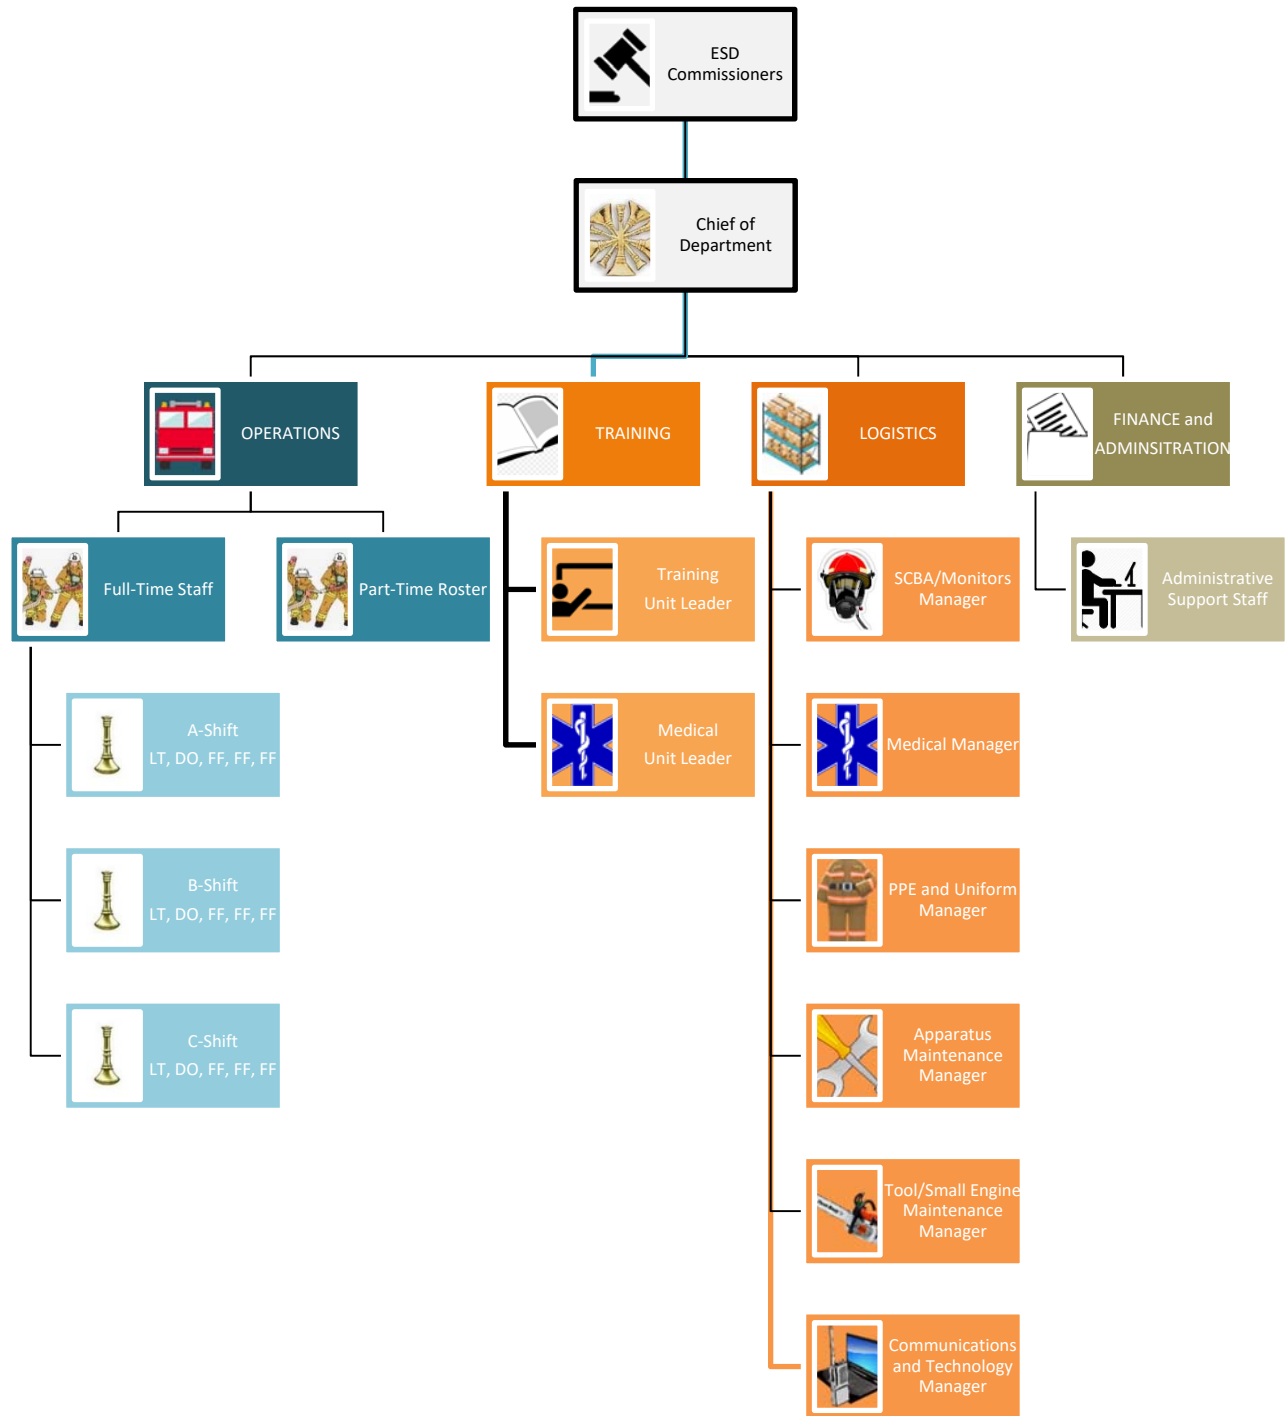 ESD
Commissioners
Chief of
Department
OPERATIONS
TRAINING
LOGISTICS
FINANCE and
ADMINSITRATION
Full-Time Staff
Part-Time Roster
Training
Unit Leader
SCBA/Monitors
Manager
Administrative
Support Staff
A-Shift
LT, DO, FF, FF, FF
Medical
Unit Leader
Medical Manager
B-Shift
LT, DO, FF, FF, FF
PPE and Uniform
Manager
C-Shift
LT, DO, FF, FF, FF
Apparatus
Maintenance
Manager
Tool/Small Engine
Maintenance
Manager
Communications
and Technology
Manager